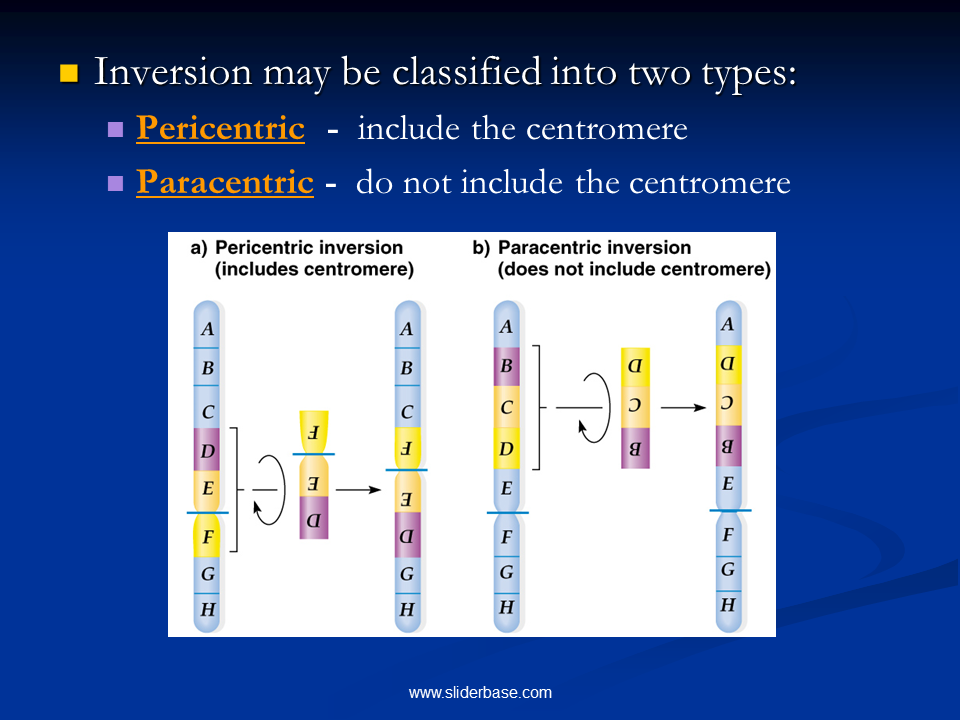 Inversion may be classified into two types:
Pericentric - include the centromere
Paracentric - do not include the centromere
a) Pericentric inversion
(includes centromere)
b) Paracentric inversion
(does not include centromere)
A
B
C
D
E
F
G
H
F
E
D
A
B
C
F
E
D
G
H
A
B
C
D
E
F
G
H
D
C
B
A
D
C
B
E
F
G
H
www.sliderbase.com